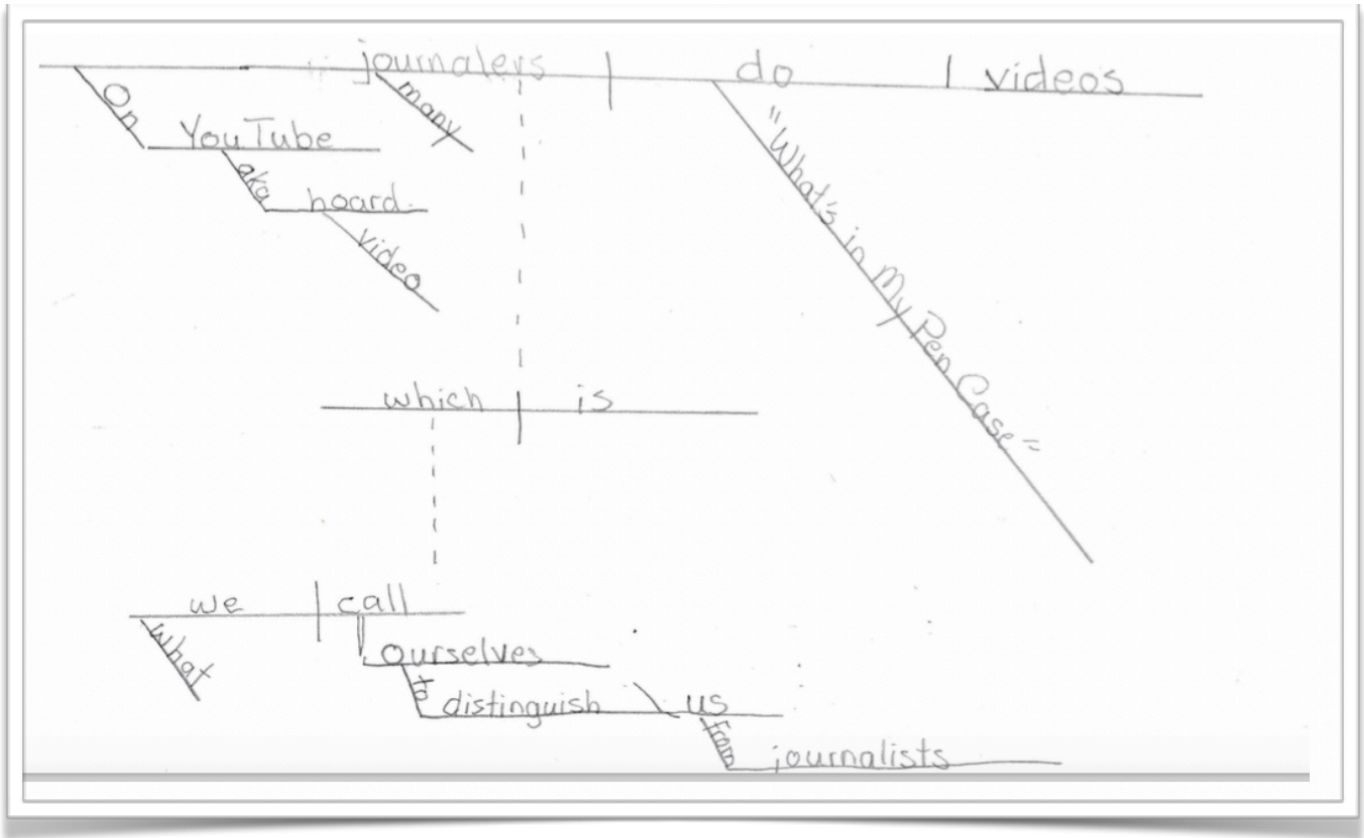 journalers do videos
On many
YouTube
aka hoard
video
"What's in My Pen Case"
which is
we call
what
ourselves
to distinguish us
from journalists